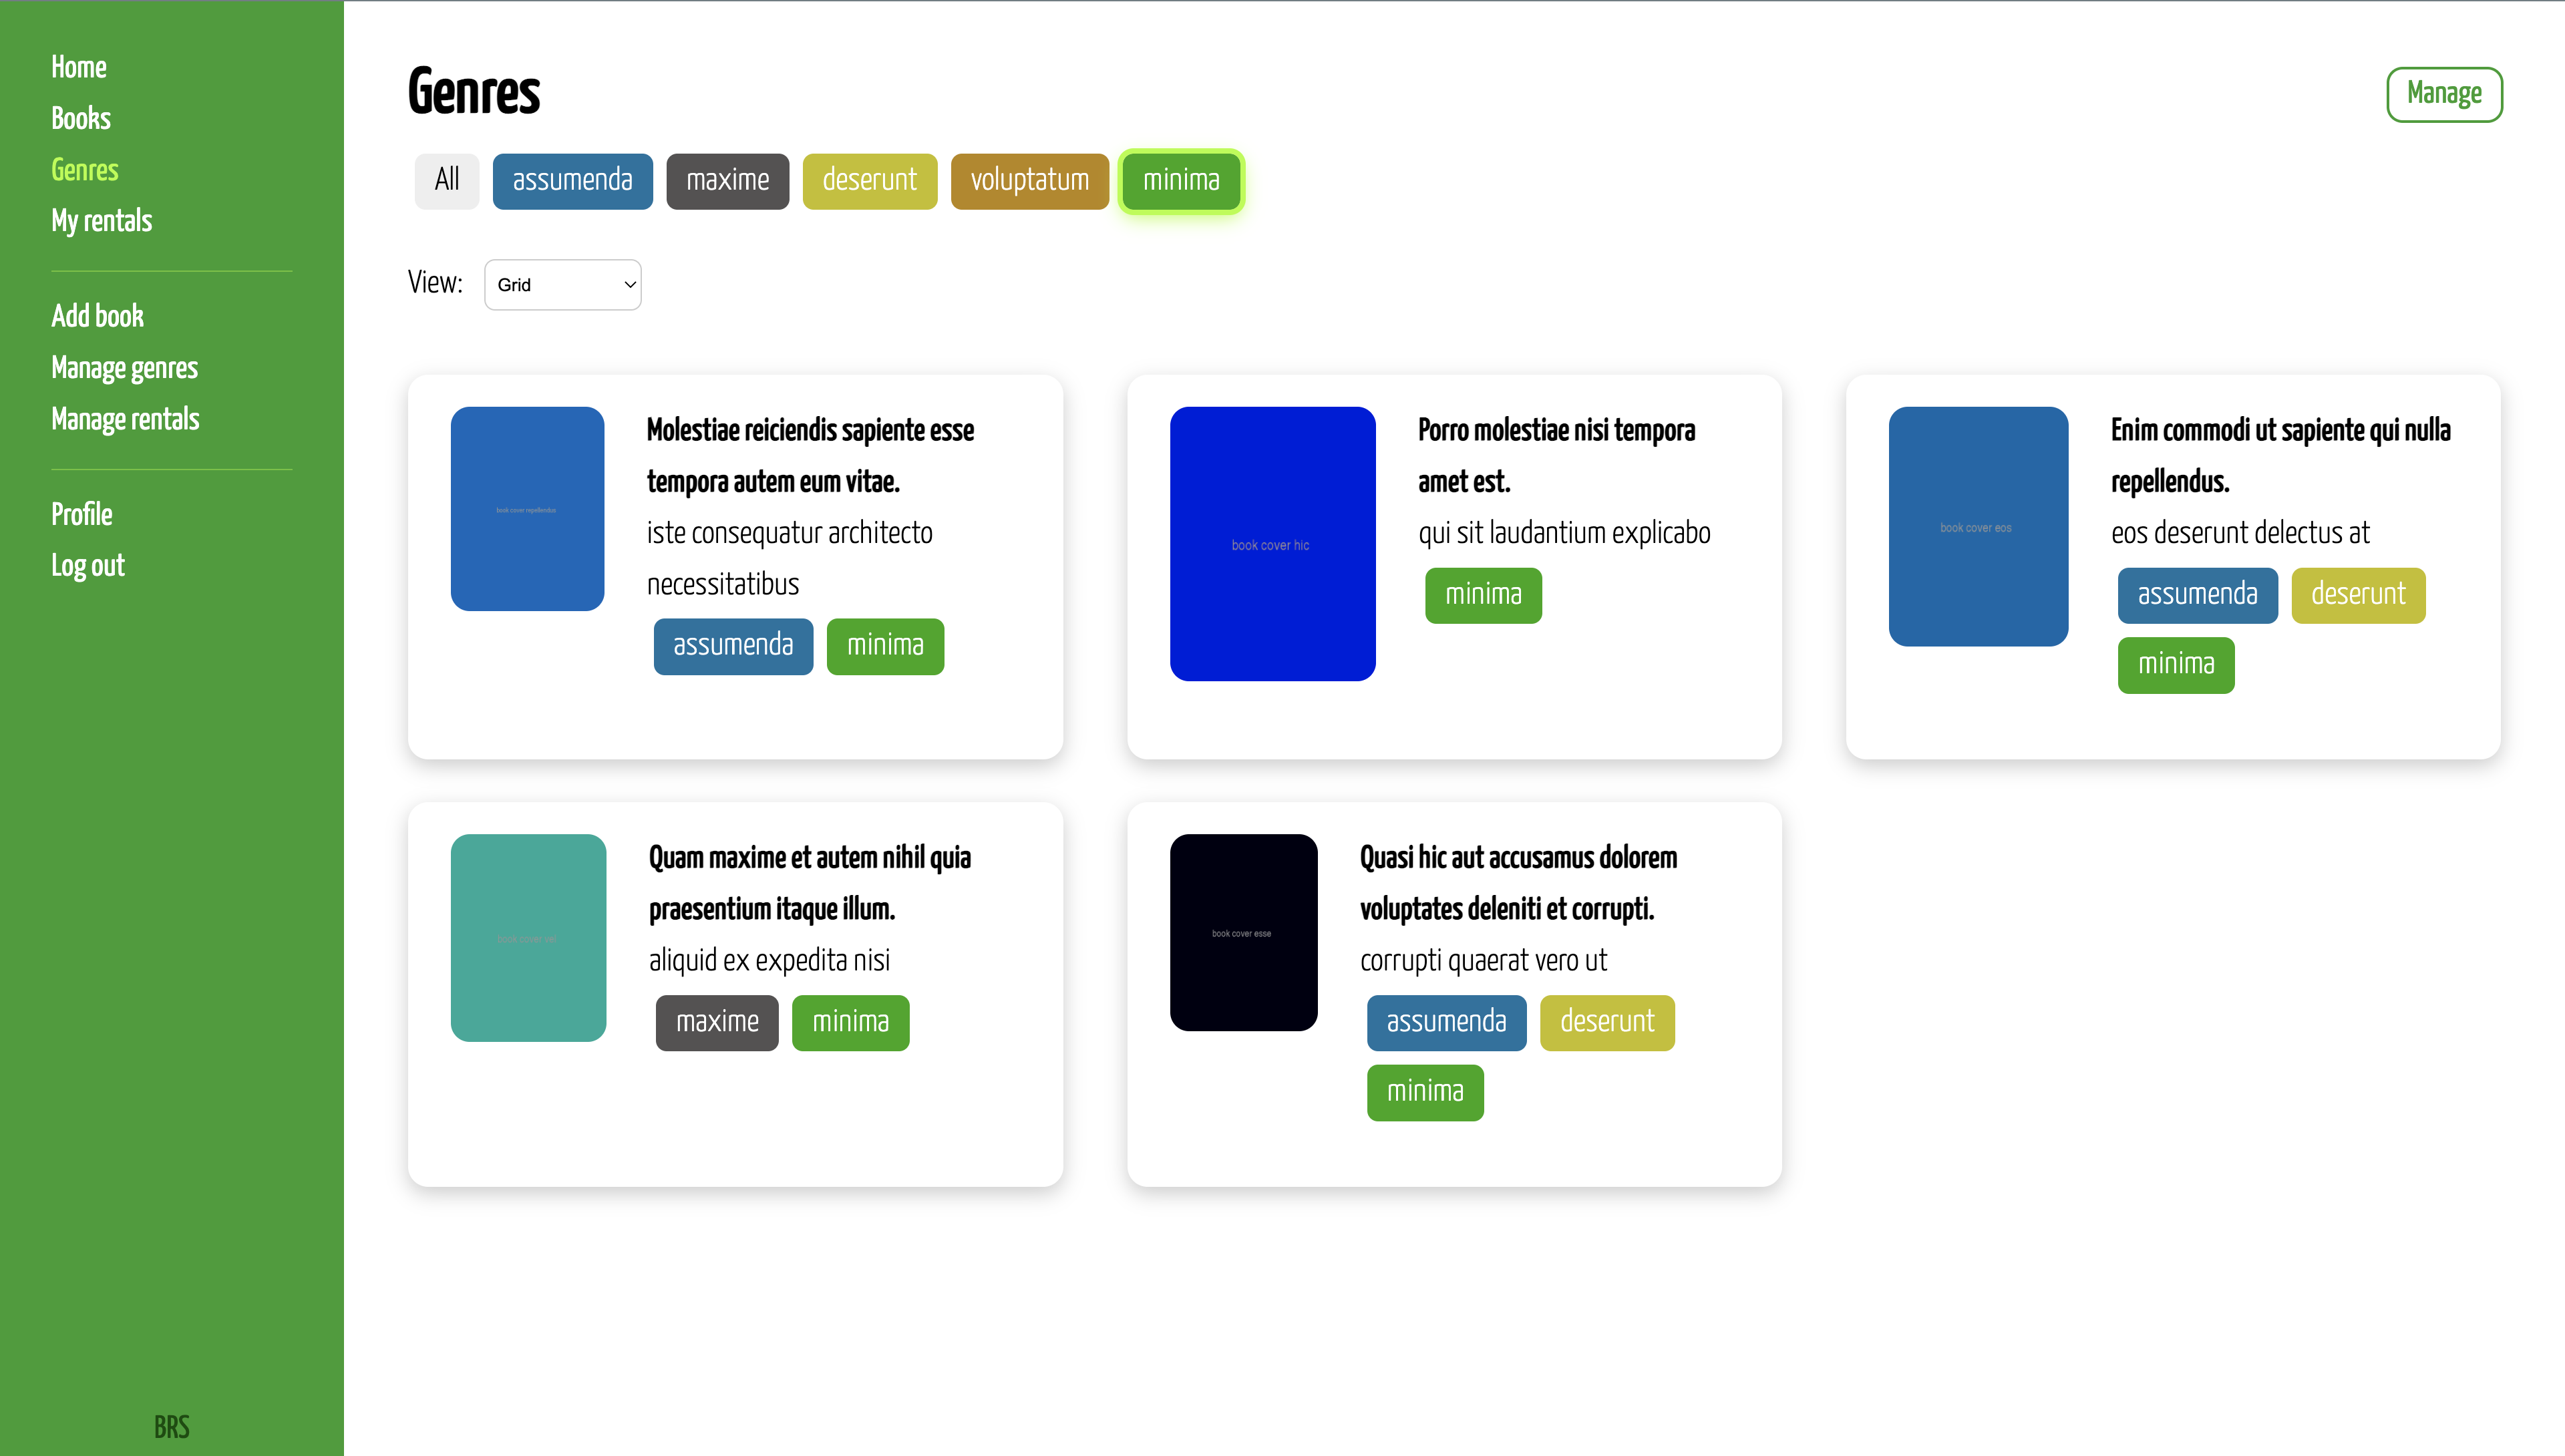 Home
Books
Genres
My rentals
Add book
Manage genres
Manage rentals
Profile
Log out
BRS
Genres
Manage
All assumenda maxime deserunt voluptatum minima
View: Grid
book cover repellendus
Molestiae reiciendis sapiente esse
tempora autem eum vitae.
iste consequatur architecto
necessitatibus
assumenda minima
book cover hic
Porro molestiae nisi tempora
amet est.
qui sit laudantium explicabo
minima
book cover eos
Enim commodi ut sapiente qui nulla
repellendus.
eos deserunt delectus at
assumenda deserunt
minima
book cover
Quam maxime et autem nihil quia
praesentium itaque illum.
aliquid ex expedita nisi
maxime minima
book cover esse
Quasi hic aut accusamus dolorem
voluptates deleniti et corrupti.
corrupti quaerat vero ut
assumenda deserunt
minima